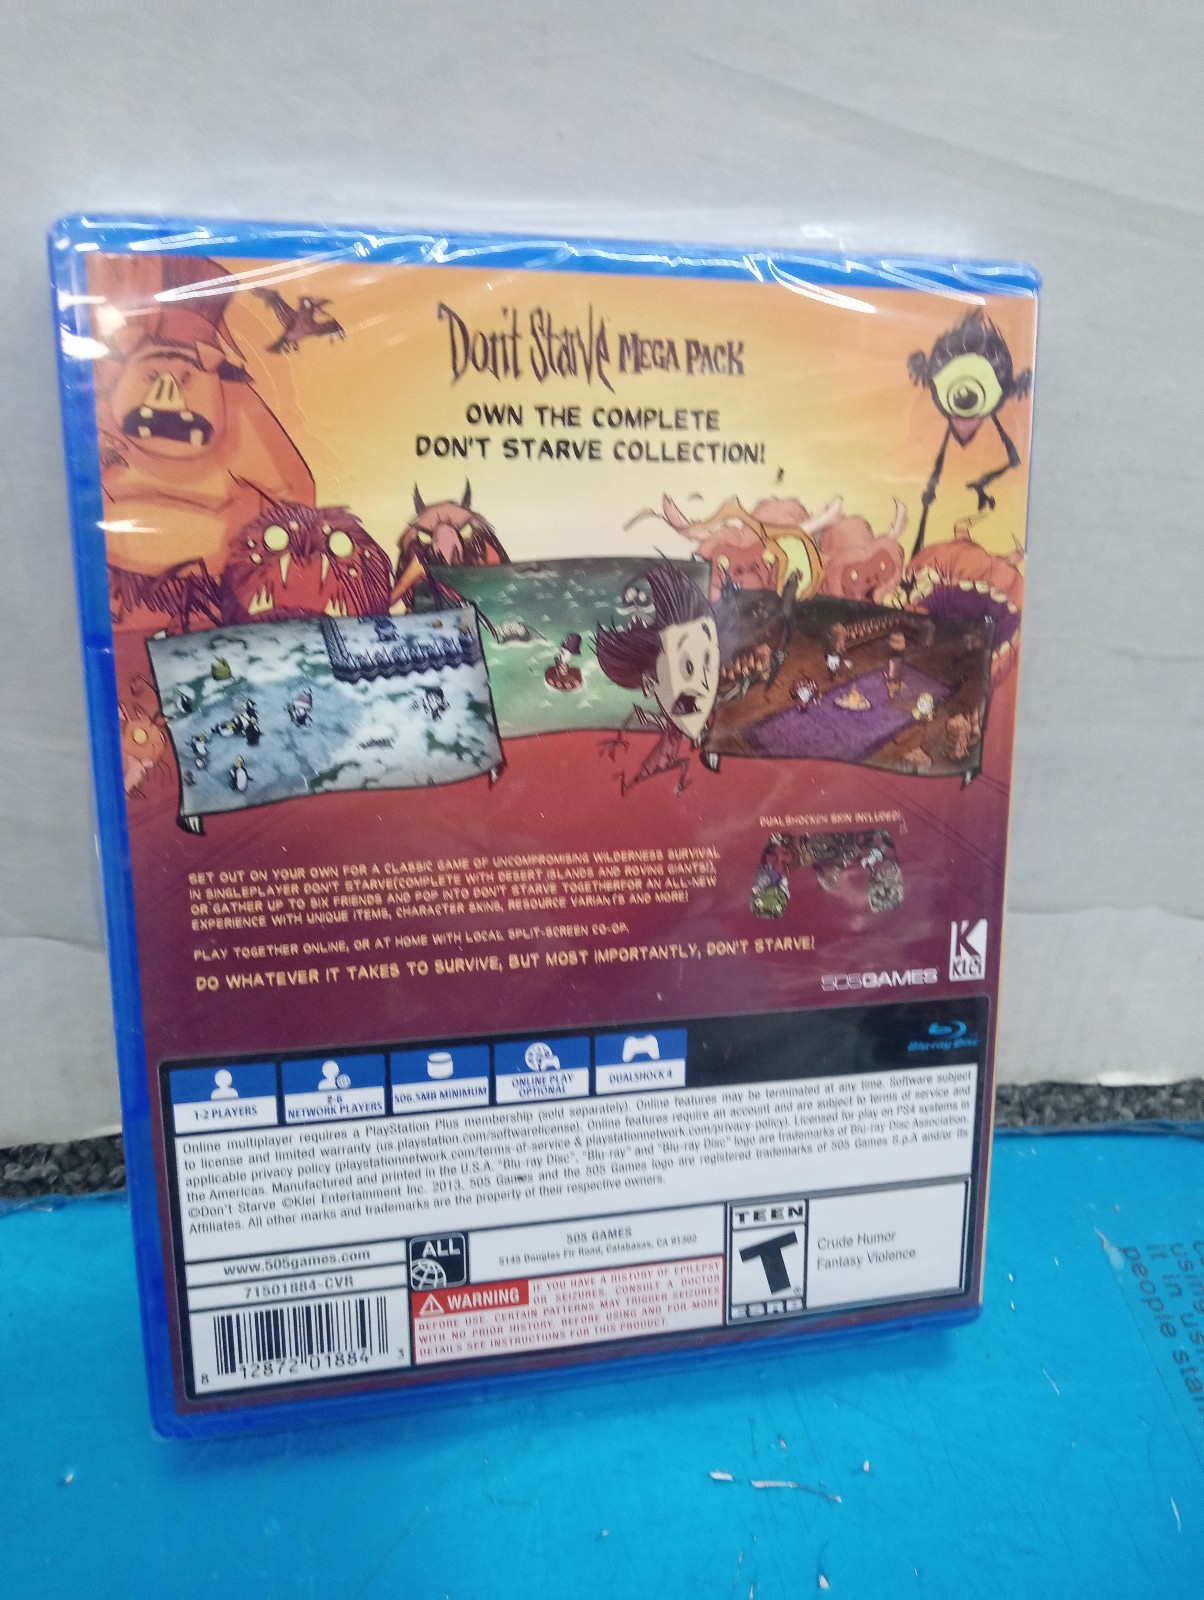 Don't Starve MEGA PACK
OWN THE COMPLETE
DON'T STARVE COLLECTION!
DUALSHOCK4 SKIN INCLUDED!
SET OUT ON YOUR OWN FOR A CLASSIC GAME OF UNCOMPROMISING WILDERNESS SURVIVAL
IN SINGLEPLAYER DON'T STARVE(COMPLETE WITH DESERT ISLANDS AND ROVING GIANTS!),
OR GATHER UP TO SIX FRIENDS AND POP INTO DON'T STARVE TOGETHERFOR AN ALL-NEW
EXPERIENCE WITH UNIQUE ITEMS, CHARACTER SKINS, RESOURCE VARIANTS AND MORE!
PLAY TOGETHER ONLINE, OR AT HOME WITH LOCAL SPLIT-SCREEN CO-OP.
DO WHATEVER IT TAKES TO SURVIVE, BUT MOST IMPORTANTLY, DON'T STARVE!
505GAMES
K
KLEI
Blu-ray Disc
1-2 PLAYERS
2-6
NETWORK PLAYERS
506.5MB MINIMUM
ONLINE PLAY
OPTIONAL
DUALSHOCK 4
Online multiplayer requires a PlayStation Plus membership (sold separately). Online features may be terminated at any time. Software subject
to license and limited warranty (us.playstation.com/softwarelicense). Online features require an account and are subject to terms of service and
applicable privacy policy (playstationnetwork.com/terms-of-service & playstationnetwork.com/privacy-policy). Licensed for play on PS4 systems in
the Americas. Manufactured and printed in the U.S.A. "Blu-ray Disc", "Blu-ray" and "Blu-ray Disc" logo are trademarks of Blu-ray Disc Association.
©Don't Starve ©Klei Entertainment Inc. 2013, 505 Games and the 505 Games logo are registered trademarks of 505 Games S.p.A and/or its
Affiliates. All other marks and trademarks are the property of their respective owners.
www.505games.com
71501884-CVR
8 12872 01884 3
ALL
505 GAMES
5145 Douglas Fir Road, Calabasas, CA 91302
WARNING
IF YOU HAVE A HISTORY OF EPILEPSY
OR SEIZURES, CONSULT A DOCTOR
BEFORE USE. CERTAIN PATTERNS MAY TRIGGER SEIZURES
WITH NO PRIOR HISTORY. BEFORE USING AND FOR MORE
DETAILS SEE INSTRUCTIONS FOR THIS PRODUCT.
TEEN
T
ESRB
Crude Humor
Fantasy Violence
it in
people